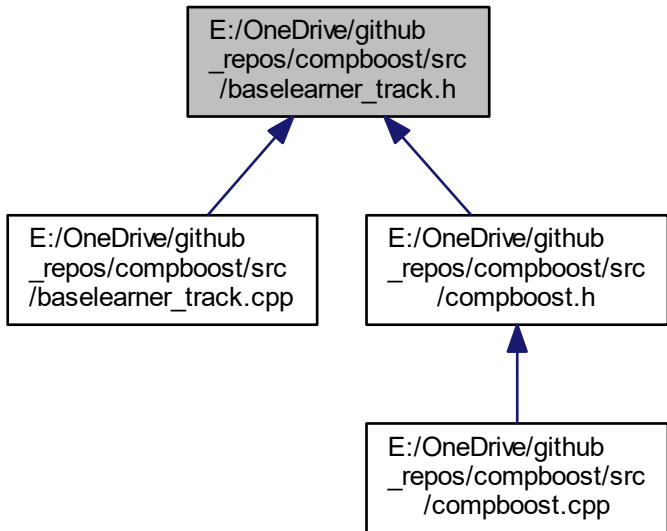 E:/OneDrive/github
_repos/compboost/src
/baselearner_track.h
E:/OneDrive/github
_repos/compboost/src
/baselearner_track.cpp
E:/OneDrive/github
_repos/compboost/src
/compboost.h
E:/OneDrive/github
_repos/compboost/src
/compboost.cpp